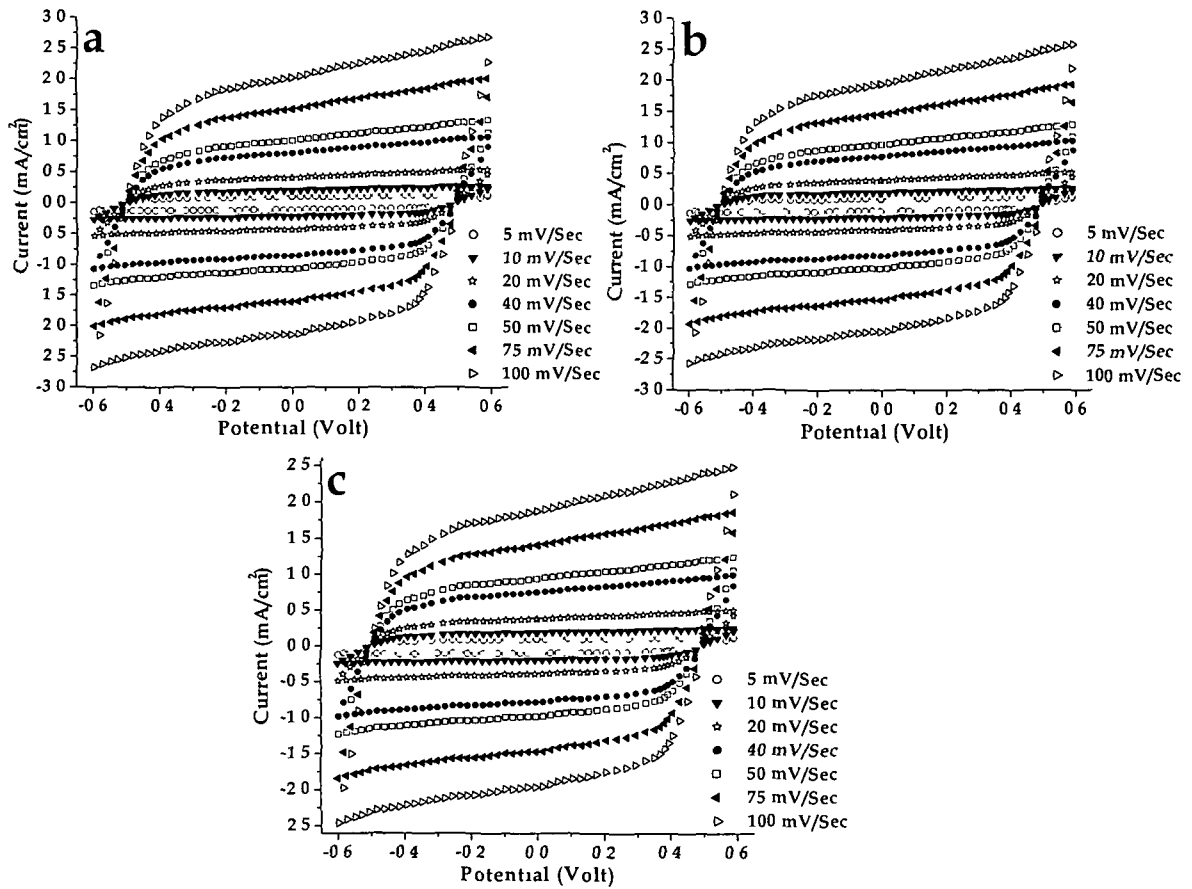 a
30
25
20
15
10
05
00
05
-10
15
20
25
-30
Current (mA/cm²)
5 mV/Sec
10 mV/Sec
20 mV/Sec
40 mV/Sec
50 mV/Sec
75 mV/Sec
100 mV/Sec
-06 -04 -02 00 02 04 06
Potential (Volt)
b
30
25
20
15
10
05
00
-05
-10
-15
-20
-25
-30
Current (mA/cm²)
5 mV/Sec
10 mV/Sec
20 mV/Sec
40 mV/Sec
50 mV/Sec
75 mV/Sec
100 mV/Sec
-06 -04 -02 00 02 04 06
Potential (Volt)
c
25
20
15
10
05
00
-05
-10
-15
-20
25
Current (mA/cm²)
5 mV/Sec
10 mV/Sec
20 mV/Sec
40 mV/Sec
50 mV/Sec
75 mV/Sec
100 mV/Sec
-06 -04 -02 00 02 04 06
Potential (Volt)